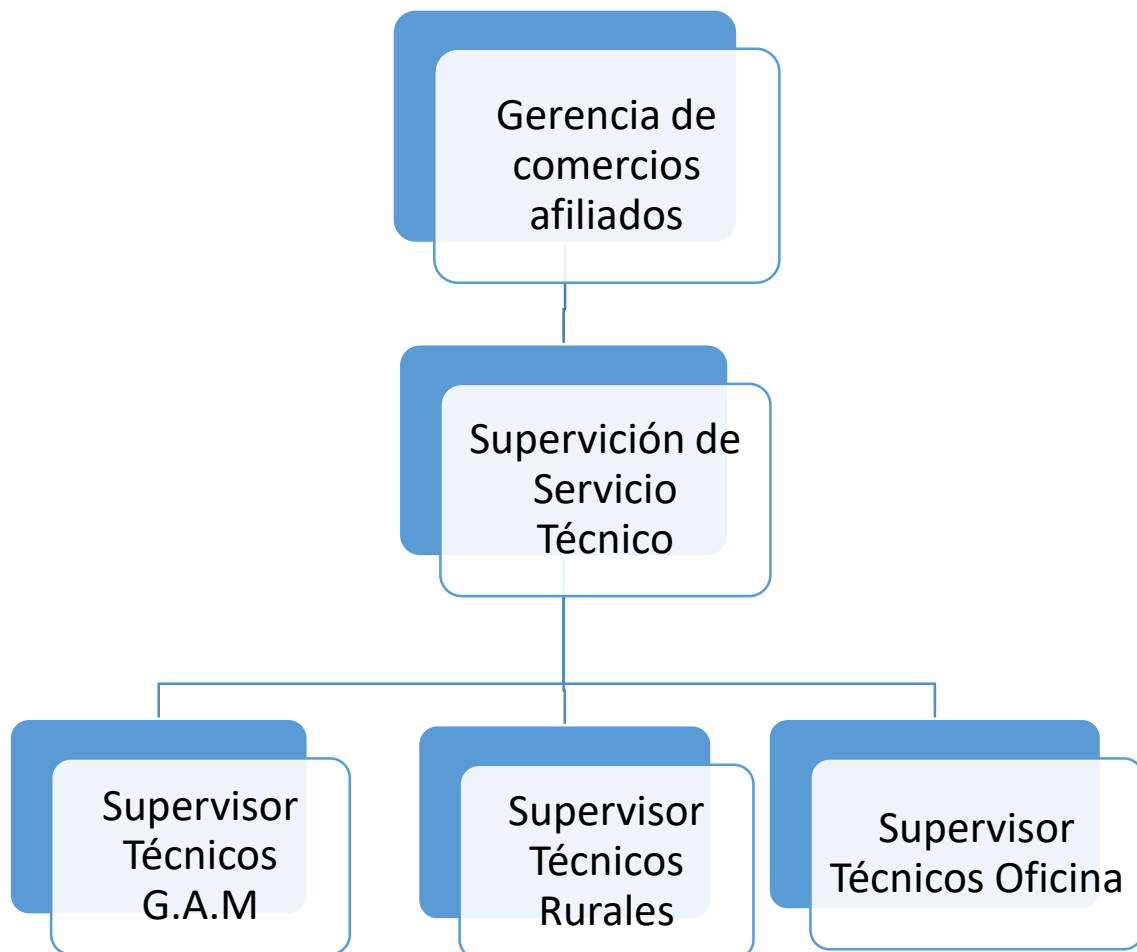 Gerencia de
comercios
afiliados
Supervición de
Servicio
Técnico
Supervisor
Técnicos
G.A.M
Supervisor
Técnicos
Rurales
Supervisor
Técnicos Oficina